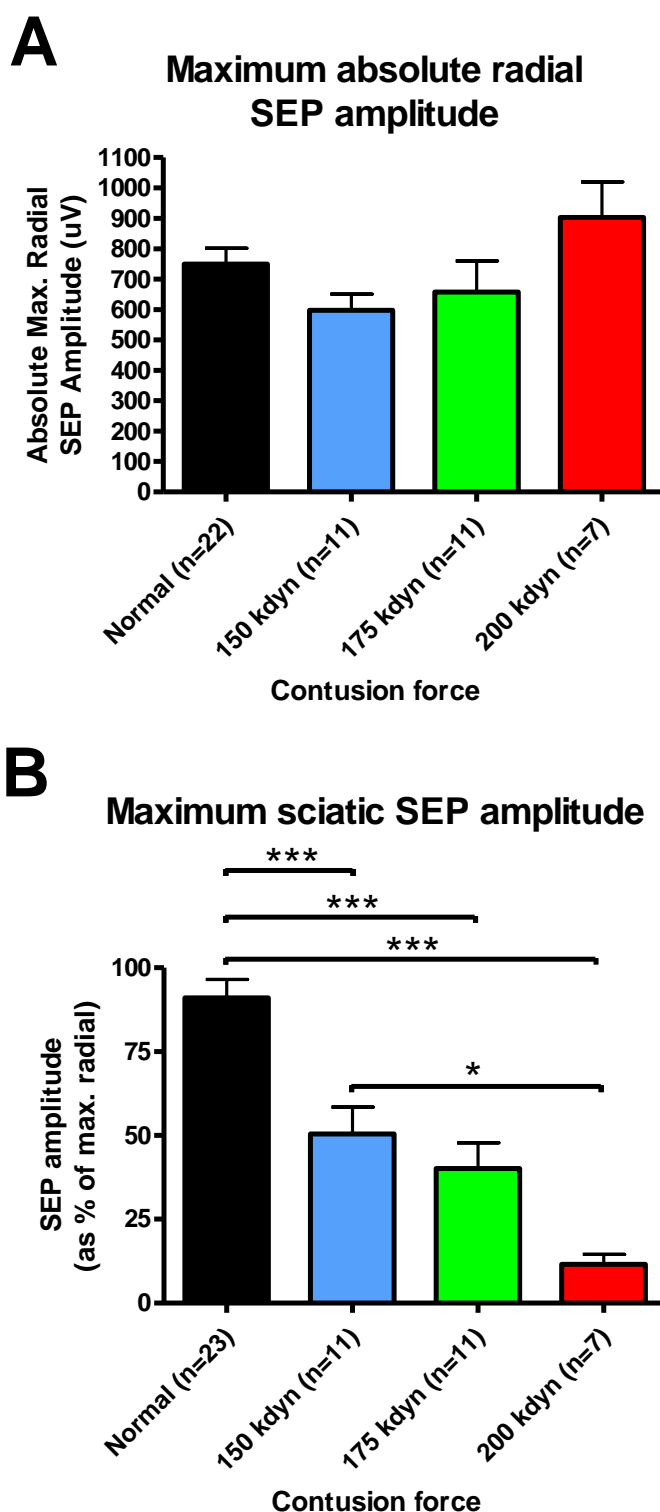 A
Maximum absolute radial
SEP amplitude
Absolute Max. Radial
SEP Amplitude (uV)
1100
1000
900
800
700
600
500
400
300
200
100
0
Normal (n=22)
150 kdyn (n=11)
175 kdyn (n=11)
200 kdyn (n=7)
Contusion force
B
Maximum sciatic SEP amplitude
***
***
***
*
SEP amplitude
(as % of max. radial)
100
75
50
25
0
Normal (n=23)
150 kdyn (n=11)
175 kdyn (n=11)
200 kdyn (n=7)
Contusion force